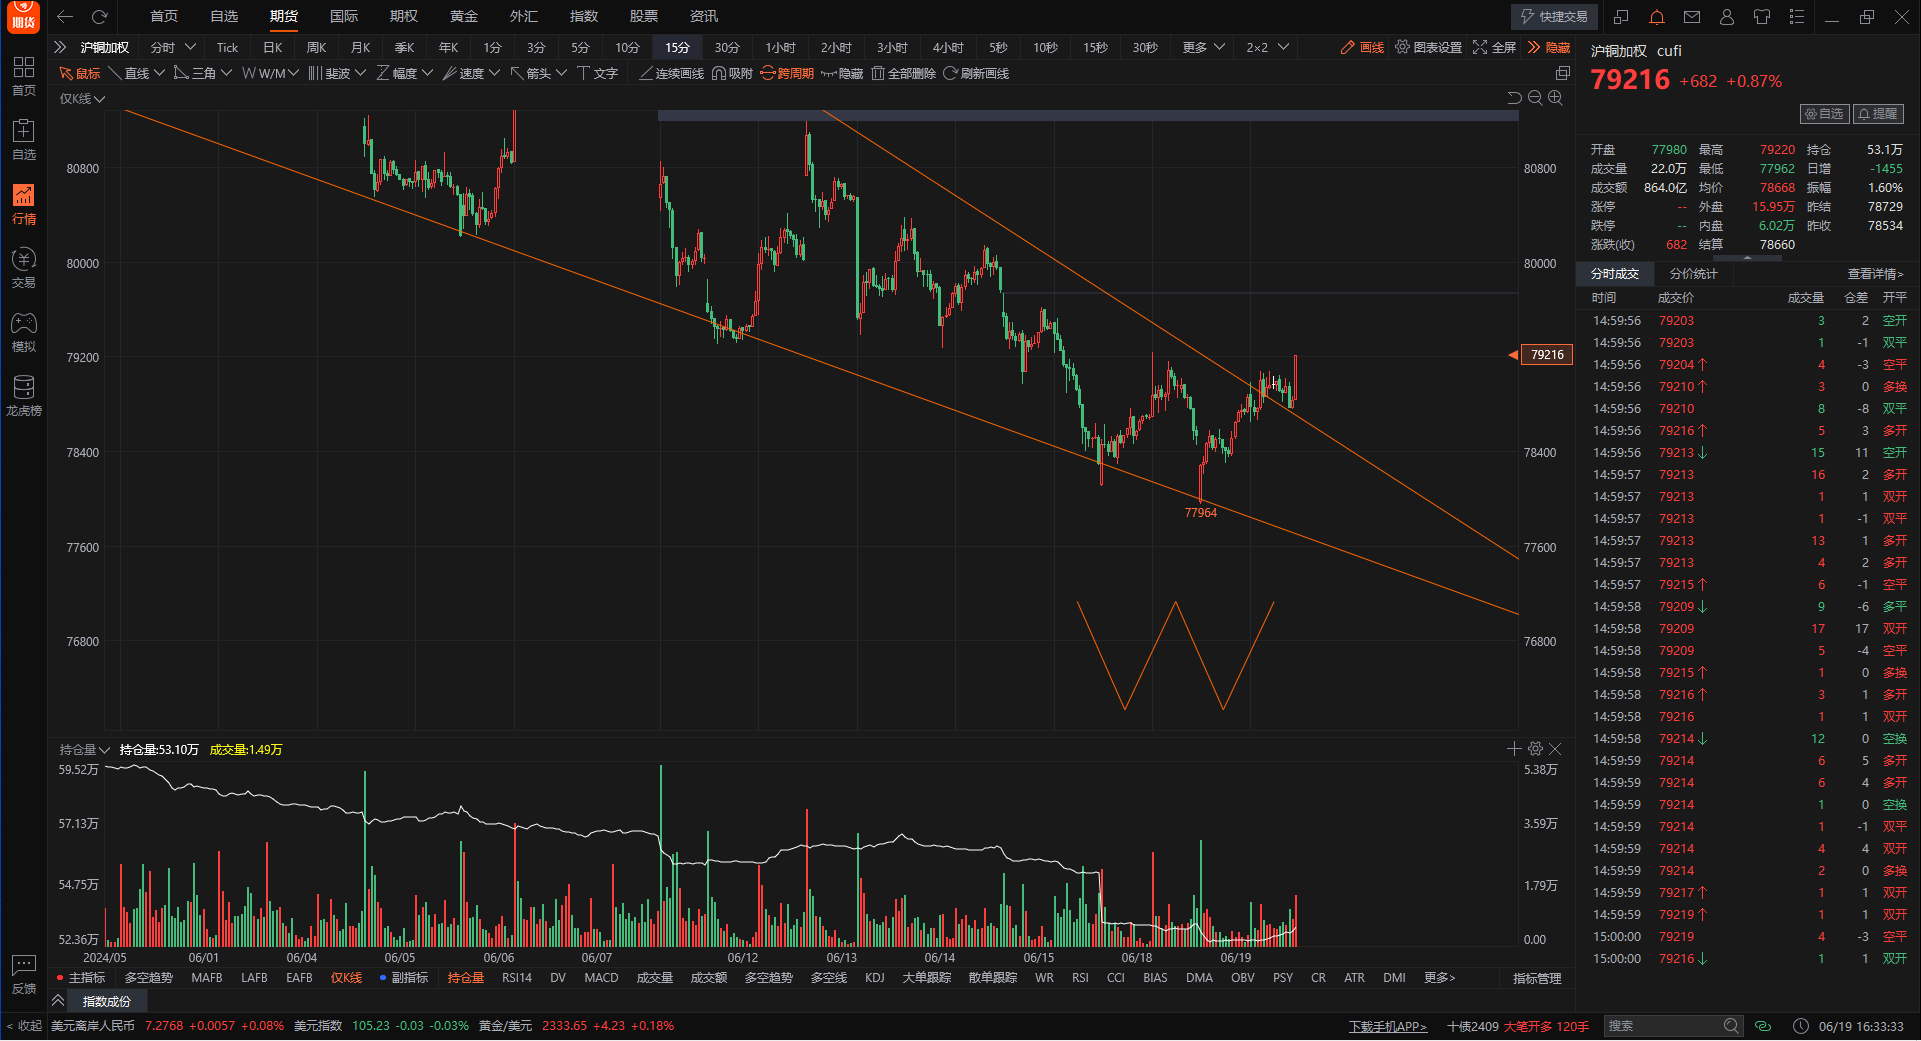 期货
首页 自选 期货 国际 期权 黄金 外汇 指数 股票 资讯 快捷交易
沪铜加权 分时 Tick 日K 周K 月K 季K 年K 1分 3分 5分 10分 15分 30分 1小时 2小时 3小时 4小时 5秒 10秒 15秒 30秒 更多 2×2 画线 图表设置 全屏 隐藏
鼠标 直线 三角 W/M 斐波 幅度 速度 箭头 文字 连续画线 吸附 跨周期 隐藏 全部删除 刷新画线
首页
自选
行情
交易
模拟
龙虎榜
反馈
< 收起
仅K线
80800 80800
80000 80000
79200 79216
78400 78400
77964
77600 77600
76800 76800
持仓量 持仓量:53.10万 成交量:1.49万
59.52万 5.38万
57.13万 3.59万
54.75万 1.79万
52.36万 0.00
2024/05 06/01 06/04 06/05 06/06 06/07 06/12 06/13 06/14 06/15 06/18 06/19
主指标 多空趋势 MAFB LAFB EAFB 仅K线 副指标 持仓量 RSI14 DV MACD 成交量 成交额 多空趋势 多空线 KDJ 大单跟踪 散单跟踪 WR RSI CCI BIAS DMA OBV PSY CR ATR DMI 更多> 指标管理
指数成份
沪铜加权 cufi
79216 +682 +0.87%
自选 提醒
开盘 77980 最高 79220 持仓 53.1万
成交量 22.0万 最低 77962 日增 -1455
成交额 864.0亿 均价 78668 振幅 1.60%
涨停 -- 外盘 15.95万 昨结 78729
跌停 -- 内盘 6.02万 昨收 78534
涨跌(收) 682 结算 78660
分时成交 分价统计 查看详情>
时间 成交价 成交量 仓差 开平
14:59:56 79203 3 2 空开
14:59:56 79203 1 -1 双平
14:59:56 79204↑ 4 -3 空平
14:59:56 79210↑ 3 0 多换
14:59:56 79210 8 -8 双平
14:59:56 79216↑ 5 3 多开
14:59:56 79213↓ 15 11 空开
14:59:57 79213 16 2 多开
14:59:57 79213 1 1 双开
14:59:57 79213 1 -1 双平
14:59:57 79213 13 1 多开
14:59:57 79213 4 2 多开
14:59:57 79215↑ 6 -1 空平
14:59:58 79209↓ 9 -6 多平
14:59:58 79209 17 17 双开
14:59:58 79209 5 -4 空平
14:59:58 79215↑ 1 0 多换
14:59:58 79216↑ 3 1 多开
14:59:58 79216 1 1 双开
14:59:58 79214↓ 12 0 空换
14:59:59 79214 6 5 多开
14:59:59 79214 6 4 多开
14:59:59 79214 1 0 空换
14:59:59 79214 1 -1 双平
14:59:59 79214 4 4 双开
14:59:59 79214 2 0 多换
14:59:59 79217↑ 1 1 双开
14:59:59 79219↑ 1 1 双开
15:00:00 79219 4 -3 空平
15:00:00 79216↓ 1 1 双开
美元离岸人民币 7.2768 +0.0057 +0.08% 美元指数 105.23 -0.03 -0.03% 黄金/美元 2333.65 +4.23 +0.18% 下载手机APP> 十债2409 大笔开多 120手 搜索 06/19 16:33:33